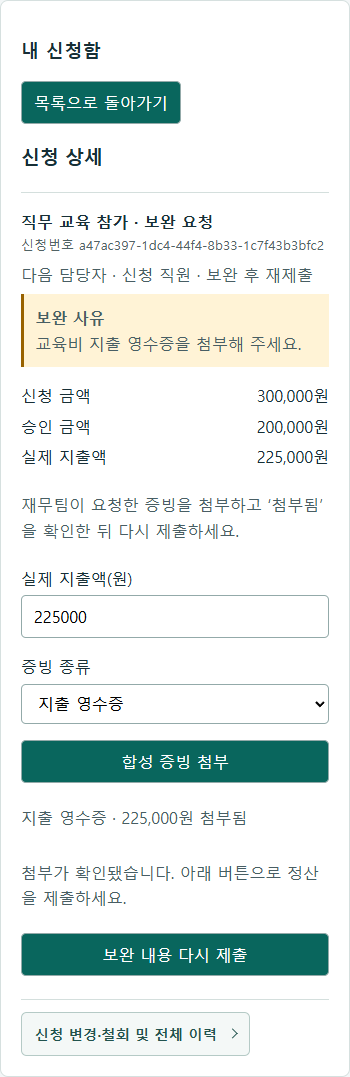 내 신청함
목록으로 돌아가기
신청 상세
직무 교육 참가 · 보완 요청
신청번호 a47ac397-1dc4-44f4-8b33-1c7f43b3bfc2
다음 담당자 · 신청 직원 · 보완 후 재제출
보완 사유
교육비 지출 영수증을 첨부해 주세요.
신청 금액 300,000원
승인 금액 200,000원
실제 지출액 225,000원
재무팀이 요청한 증빙을 첨부하고 ‘첨부됨’
을 확인한 뒤 다시 제출하세요.
실제 지출액(원)
225000
증빙 종류
지출 영수증
합성 증빙 첨부
지출 영수증 · 225,000원 첨부됨
첨부가 확인됐습니다. 아래 버튼으로 정산
을 제출하세요.
보완 내용 다시 제출
신청 변경·철회 및 전체 이력